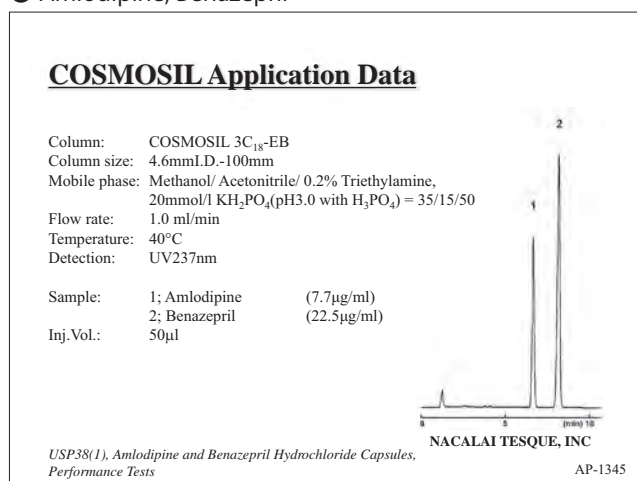 Amlodipine, Benazepril
COSMOSIL Application Data
Column: COSMOSIL 3C18-EB
Column size: 4.6mmI.D.-100mm
Mobile phase: Methanol/ Acetonitrile/ 0.2% Triethylamine,
20mmol/l KH2PO4(pH3.0 with H3PO4) = 35/15/50
Flow rate: 1.0 ml/min
Temperature: 40°C
Detection: UV237nm
Sample: 1; Amlodipine (7.7µg/ml)
2; Benazepril (22.5µg/ml)
Inj.Vol.: 50µl
2
1
0 5 (min) 10
NACALAI TESQUE, INC
USP38(1), Amlodipine and Benazepril Hydrochloride Capsules,
Performance Tests
AP-1345